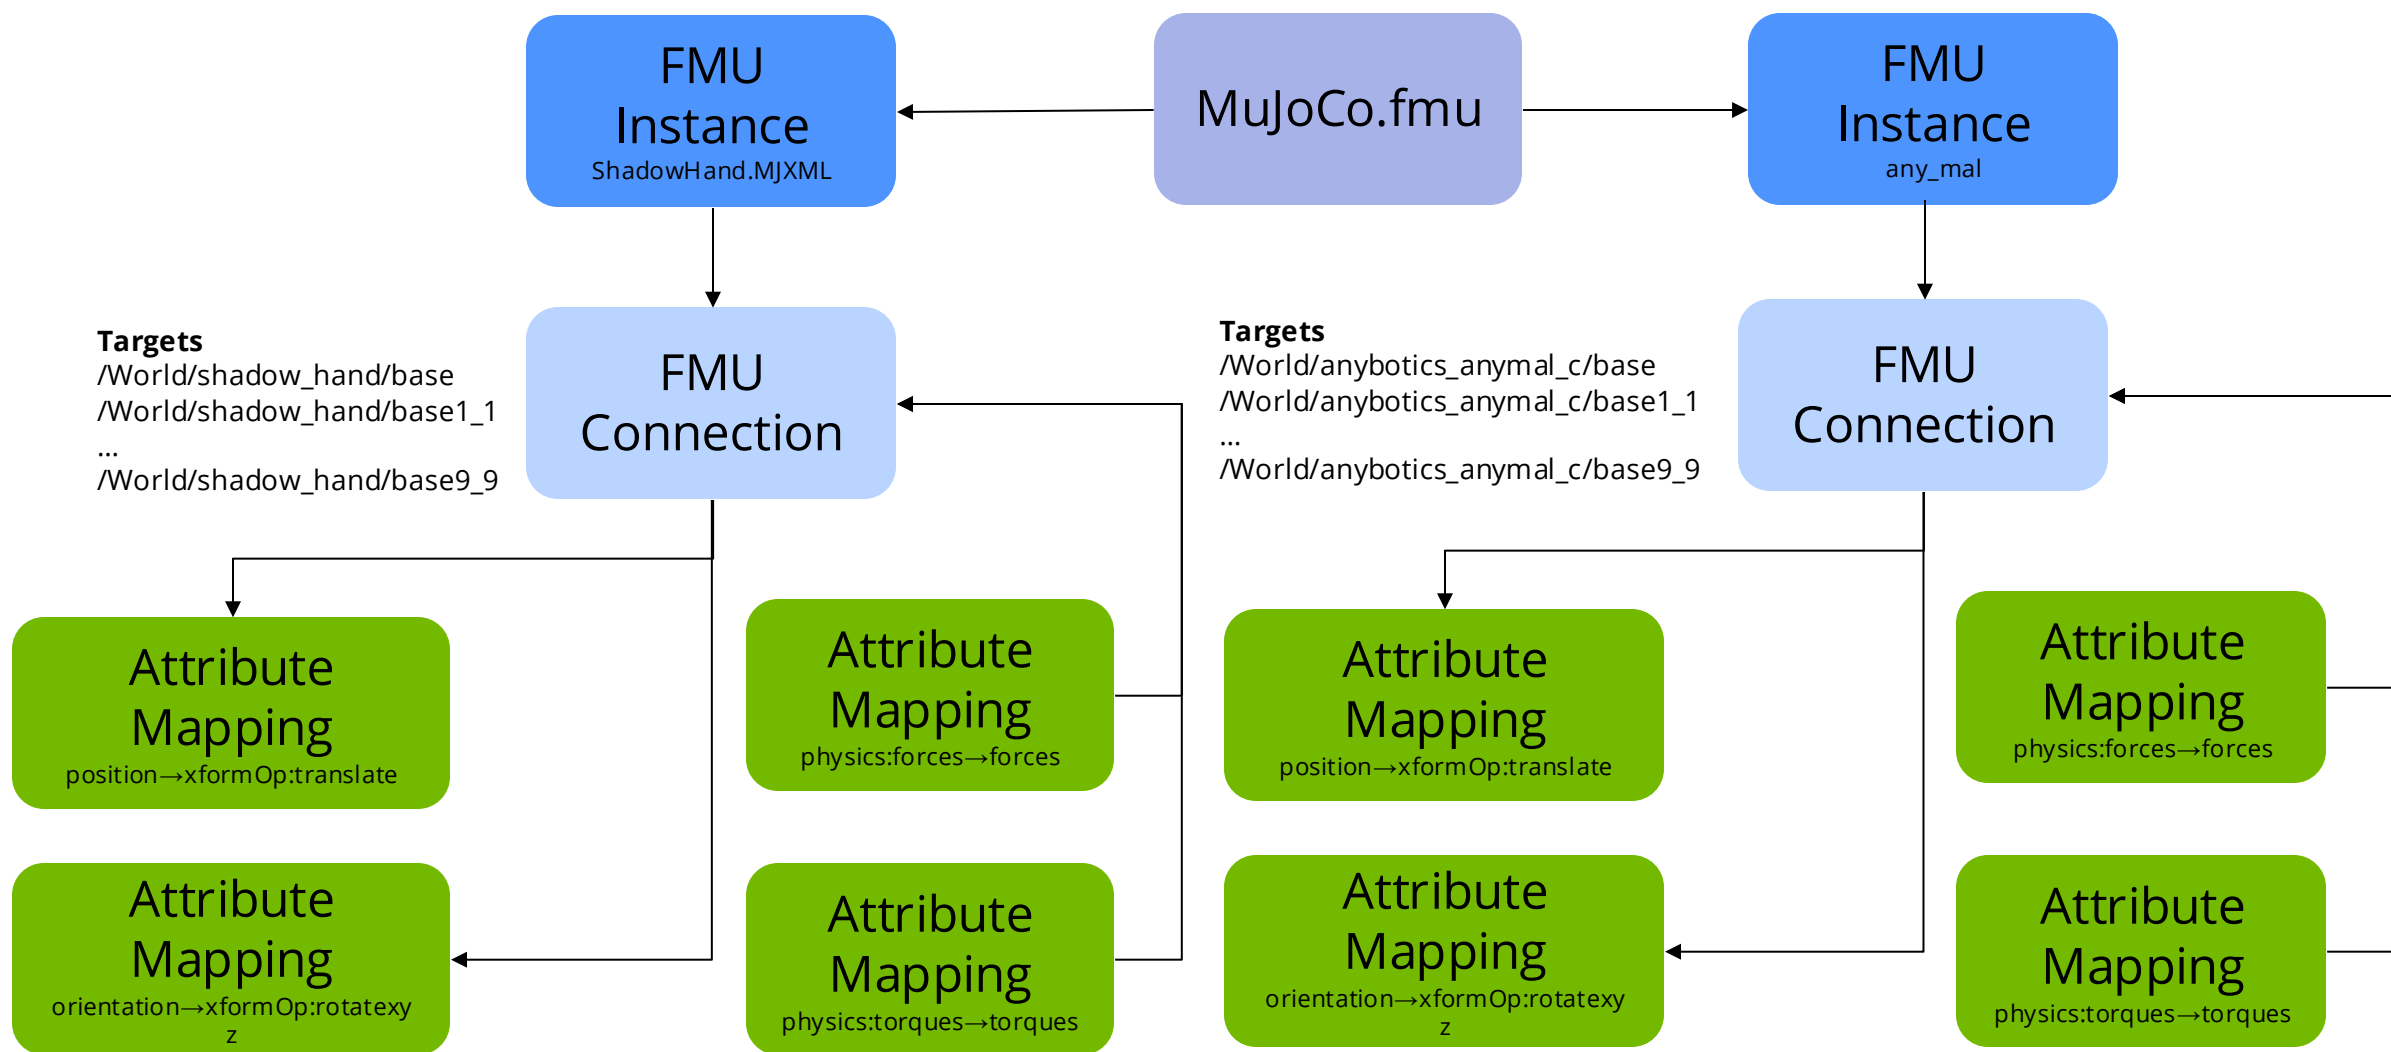 FMU
Instance
ShadowHand.MJXML
MuJoCo.fmu
FMU
Instance
any_mal
Targets
/World/shadow_hand/base
/World/shadow_hand/base1_1
...
/World/shadow_hand/base9_9
FMU
Connection
Targets
/World/anybotics_anymal_c/base
/World/anybotics_anymal_c/base1_1
...
/World/anybotics_anymal_c/base9_9
FMU
Connection
Attribute
Mapping
position→xformOp:translate
Attribute
Mapping
physics:forces→forces
Attribute
Mapping
position→xformOp:translate
Attribute
Mapping
physics:forces→forces
Attribute
Mapping
orientation→xformOp:rotatexy
z
Attribute
Mapping
physics:torques→torques
Attribute
Mapping
orientation→xformOp:rotatexy
z
Attribute
Mapping
physics:torques→torques